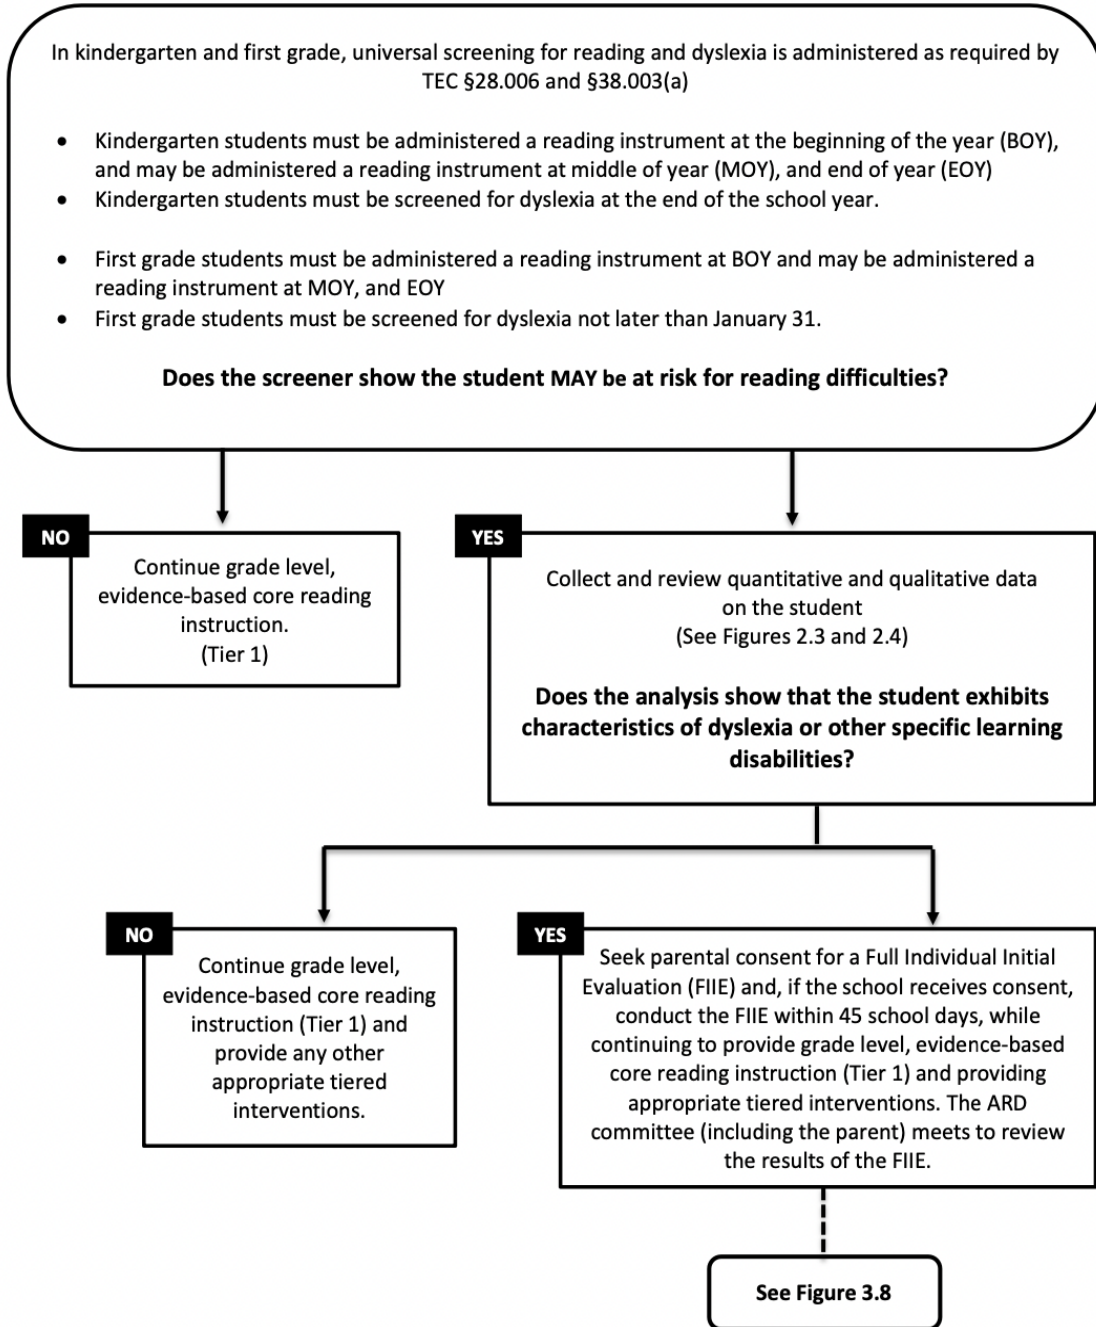 In kindergarten and first grade, universal screening for reading and dyslexia is administered as required by
TEC §28.006 and §38.003(a)
• Kindergarten students must be administered a reading instrument at the beginning of the year (BOY),
and may be administered a reading instrument at middle of year (MOY), and end of year (EOY)
• Kindergarten students must be screened for dyslexia at the end of the school year.
• First grade students must be administered a reading instrument at BOY and may be administered a
reading instrument at MOY, and EOY
• First grade students must be screened for dyslexia not later than January 31.
Does the screener show the student MAY be at risk for reading difficulties?
NO
Continue grade level,
evidence-based core reading
instruction.
(Tier 1)
YES
Collect and review quantitative and qualitative data
on the student
(See Figures 2.3 and 2.4)
Does the analysis show that the student exhibits
characteristics of dyslexia or other specific learning
disabilities?
NO
Continue grade level,
evidence-based core reading
instruction (Tier 1) and
provide any other
appropriate tiered
interventions.
YES
Seek parental consent for a Full Individual Initial
Evaluation (FIIE) and, if the school receives consent,
conduct the FIIE within 45 school days, while
continuing to provide grade level, evidence-based
core reading instruction (Tier 1) and providing
appropriate tiered interventions. The ARD
committee (including the parent) meets to review
the results of the FIIE.
See Figure 3.8